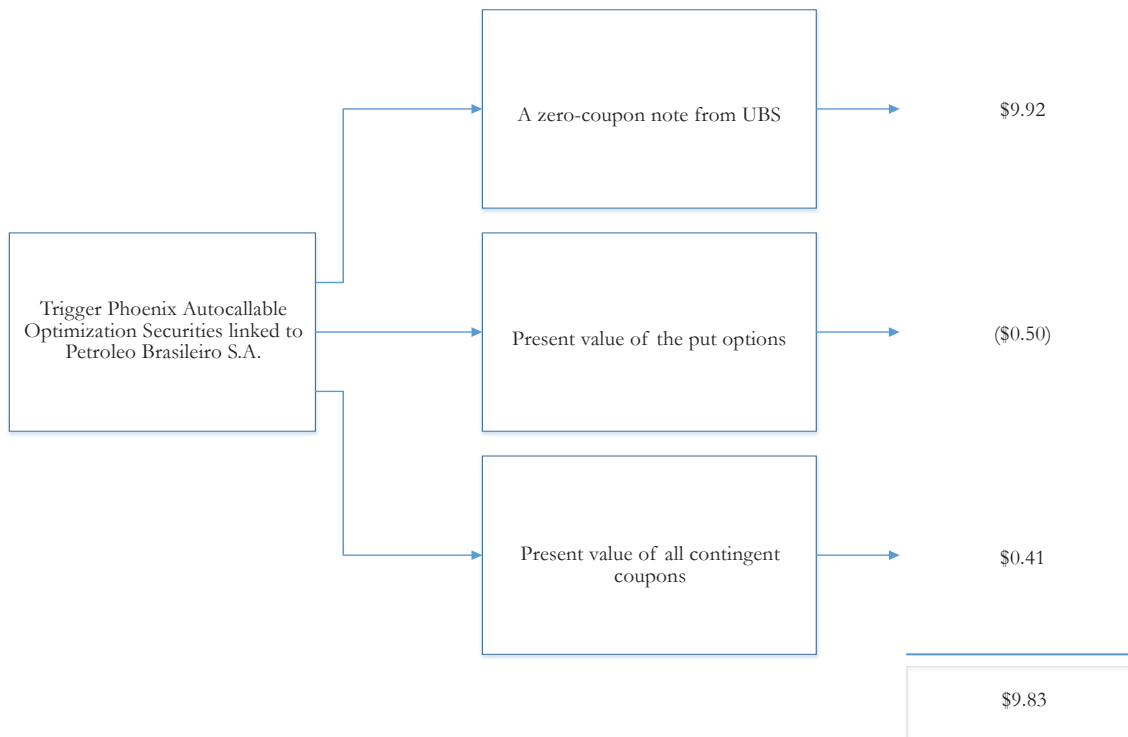 A zero-coupon note from UBS
$9.92
Trigger Phoenix Autocallable
Optimization Securities linked to
Petroleo Brasileiro S.A.
Present value of the put options
($0.50)
Present value of all contingent
coupons
$0.41
$9.83